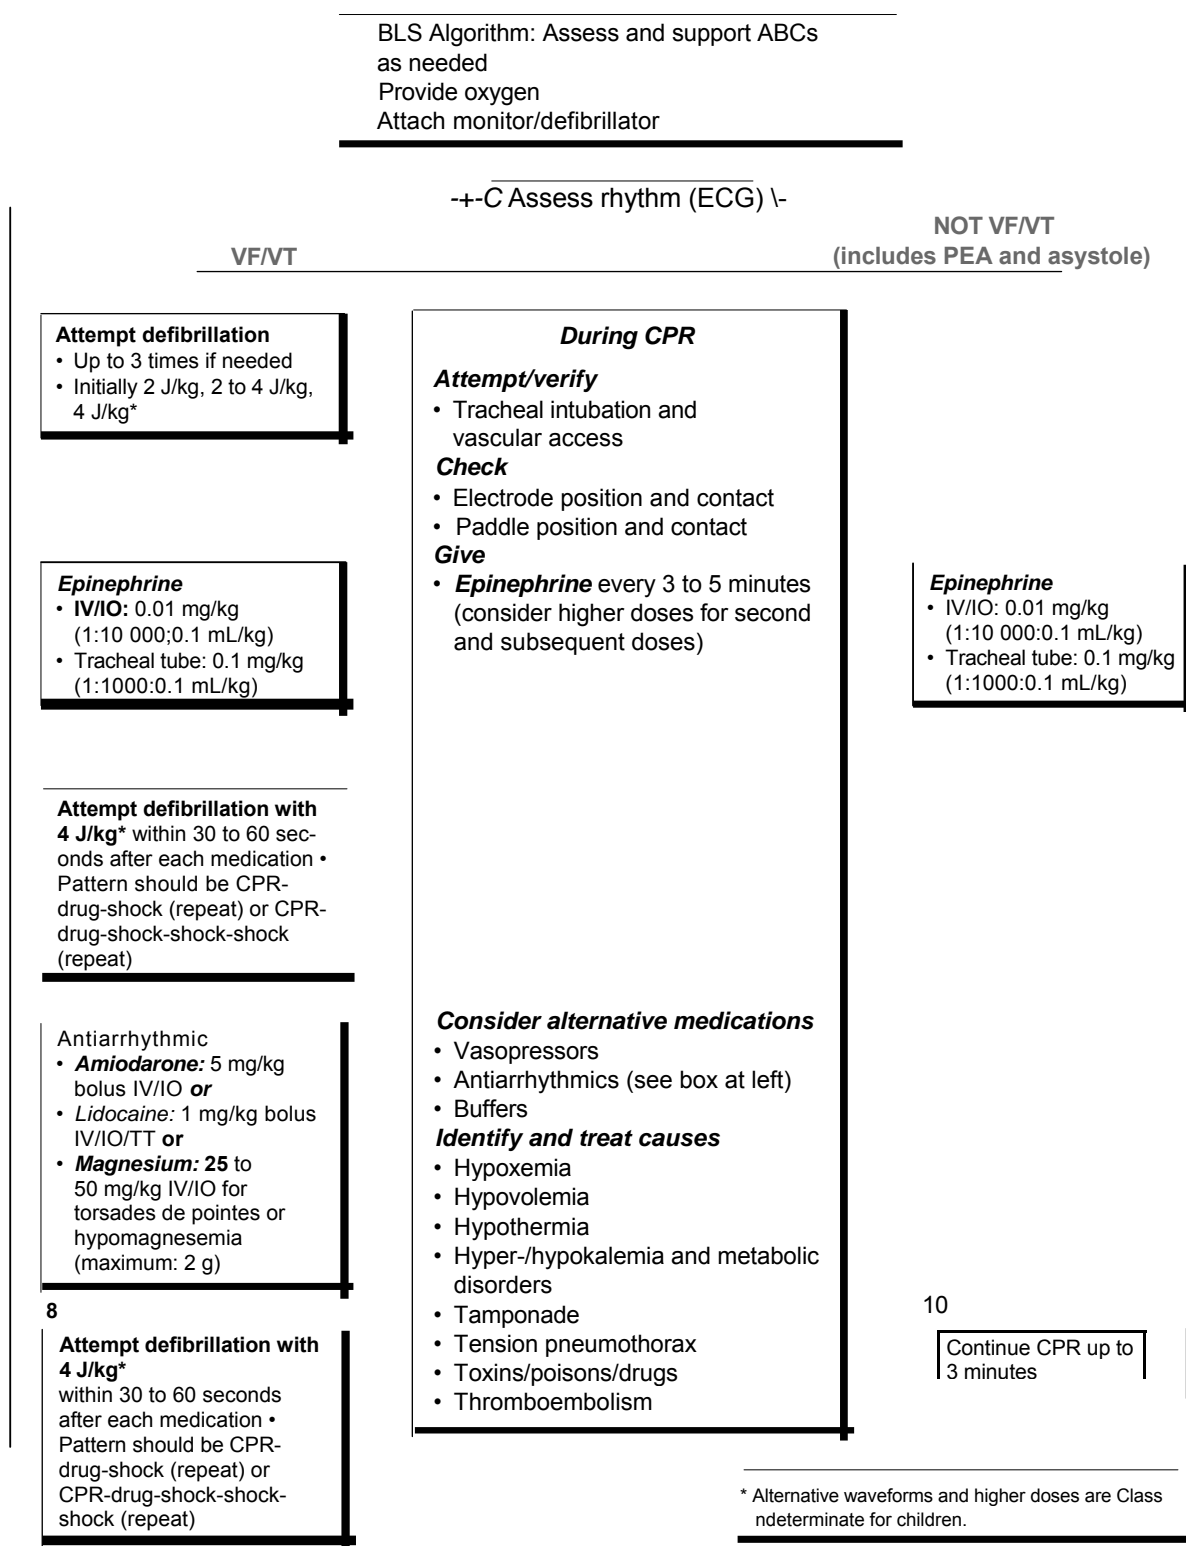 BLS Algorithm: Assess and support ABCs
as needed
Provide oxygen
Attach monitor/defibrillator
-+-C Assess rhythm (ECG) \-
VF/VT
NOT VF/VT
(includes PEA and asystole)
Attempt defibrillation
• Up to 3 times if needed
• Initially 2 J/kg, 2 to 4 J/kg,
4 J/kg*
Epinephrine
• IV/IO: 0.01 mg/kg
(1:10 000;0.1 mL/kg)
• Tracheal tube: 0.1 mg/kg
(1:1000:0.1 mL/kg)
Attempt defibrillation with
4 J/kg* within 30 to 60 sec-
onds after each medication •
Pattern should be CPR-
drug-shock (repeat) or CPR-
drug-shock-shock-shock
(repeat)
Antiarrhythmic
• Amiodarone: 5 mg/kg
bolus IV/IO or
• Lidocaine: 1 mg/kg bolus
IV/IO/TT or
• Magnesium: 25 to
50 mg/kg IV/IO for
torsades de pointes or
hypomagnesemia
(maximum: 2 g)
8
Attempt defibrillation with
4 J/kg*
within 30 to 60 seconds
after each medication •
Pattern should be CPR-
drug-shock (repeat) or
CPR-drug-shock-shock-
shock (repeat)
During CPR
Attempt/verify
• Tracheal intubation and
vascular access
Check
• Electrode position and contact
• Paddle position and contact
Give
• Epinephrine every 3 to 5 minutes
(consider higher doses for second
and subsequent doses)
Consider alternative medications
• Vasopressors
• Antiarrhythmics (see box at left)
• Buffers
Identify and treat causes
• Hypoxemia
• Hypovolemia
• Hypothermia
• Hyper-/hypokalemia and metabolic
disorders
• Tamponade
• Tension pneumothorax
• Toxins/poisons/drugs
• Thromboembolism
Epinephrine
• IV/IO: 0.01 mg/kg
(1:10 000:0.1 mL/kg)
• Tracheal tube: 0.1 mg/kg
(1:1000:0.1 mL/kg)
10
Continue CPR up to
3 minutes
* Alternative waveforms and higher doses are Class
ndeterminate for children.